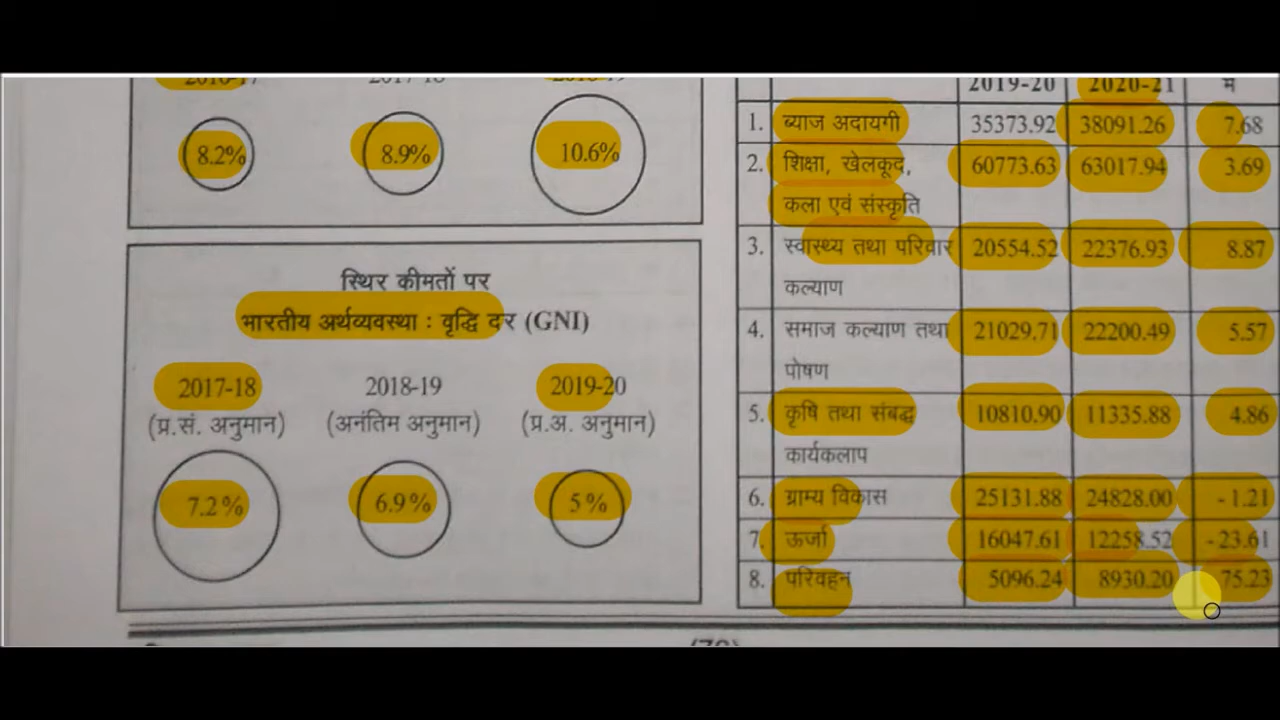 8.2%
8.9%
10.6%
स्थिर कीमतों पर
भारतीय अर्थव्यवस्था : वृद्धि दर (GNI)
2017-18 2018-19 2019-20
(प्र.सं. अनुमान) (अनंतिम अनुमान) (प्र.अ. अनुमान)
7.2%
6.9%
5%
2019-20 2020-21 में
1. ब्याज अदायगी 35373.92 38091.26 7.68
2. शिक्षा, खेलकूद, 60773.63 63017.94 3.69
कला एवं संस्कृति
3. स्वास्थ्य तथा परिवार 20554.52 22376.93 8.87
कल्याण
4. समाज कल्याण तथा 21029.71 22200.49 5.57
पोषण
5. कृषि तथा संबद्ध 10810.90 11335.88 4.86
कार्यकलाप
6. ग्राम्य विकास 25131.88 24828.00 -1.21
7. ऊर्जा 16047.61 12258.52 -23.61
8. परिवहन 5096.24 8930.20 75.23